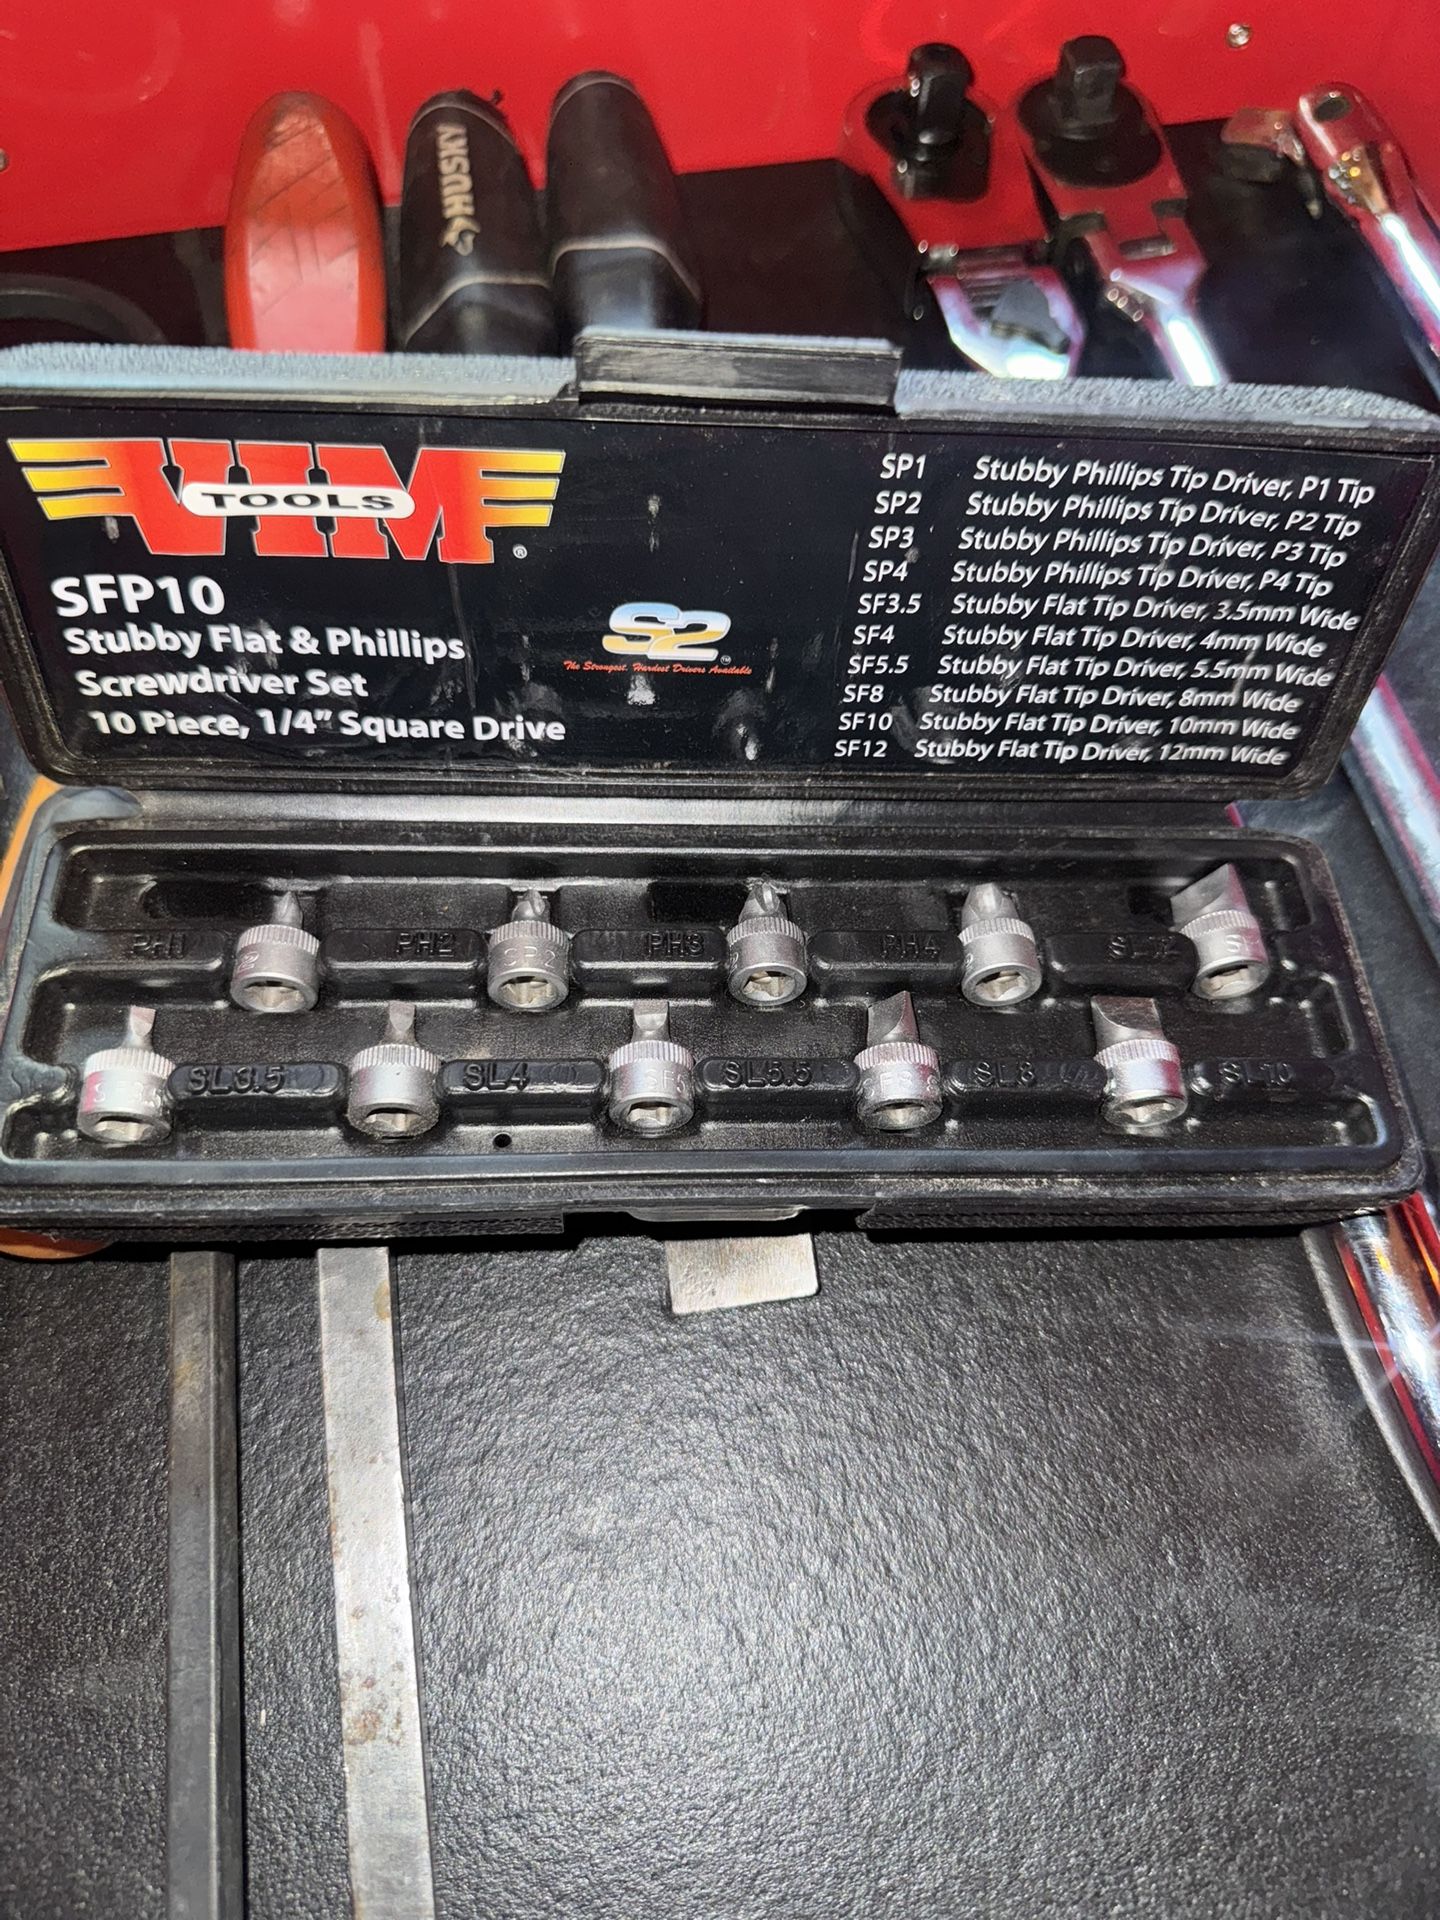 HUSKY
VIM
TOOLS
®
SFP10
Stubby Flat & Phillips
Screwdriver Set
10 Piece, 1/4" Square Drive
S2 ™
The Strongest, Hardest Drivers Available
SP1 Stubby Phillips Tip Driver, P1 Tip
SP2 Stubby Phillips Tip Driver, P2 Tip
SP3 Stubby Phillips Tip Driver, P3 Tip
SP4 Stubby Phillips Tip Driver, P4 Tip
SF3.5 Stubby Flat Tip Driver, 3.5mm Wide
SF4 Stubby Flat Tip Driver, 4mm Wide
SF5.5 Stubby Flat Tip Driver, 5.5mm Wide
SF8 Stubby Flat Tip Driver, 8mm Wide
SF10 Stubby Flat Tip Driver, 10mm Wide
SF12 Stubby Flat Tip Driver, 12mm Wide
PH1 PH2 SP2 PH3 PH4 SL12
SL3.5 SL4 SL5.5 SL8 SL10